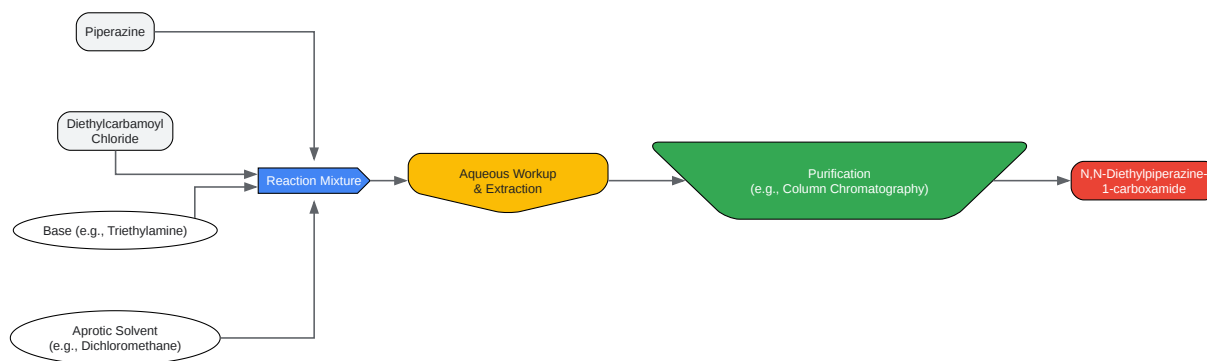 Piperazine
Diethylcarbamoyl
Chloride
Reaction Mixture
Base (e.g., Triethylamine)
Aprotic Solvent
(e.g., Dichloromethane)
Aqueous Workup
& Extraction
Purification
(e.g., Column Chromatography)
N,N-Diethylpiperazine-
1-carboxamide